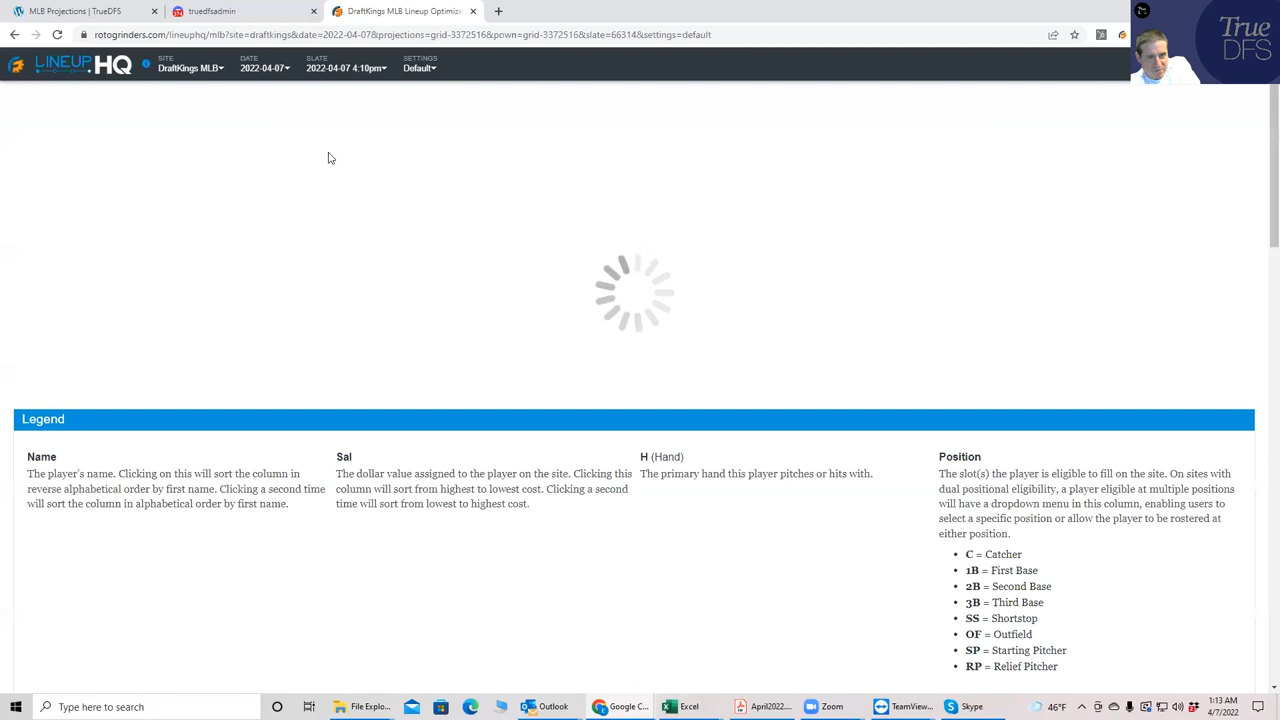 MLB Projections | TrueDFS
truedfsadmin
DraftKings MLB Lineup Optimize
rotogrinders.com/lineuphq/mlb?site=draftkings&date=2022-04-07&projections=grid-3372516&pown=grid-3372516&slate=66314&settings=default
True DFS
LINEUP HQ
SITE
DraftKings MLB
DATE
2022-04-07
SLATE
2022-04-07 4:10pm
SETTINGS
Default
Legend
Name
The player's name. Clicking on this will sort the column in
reverse alphabetical order by first name. Clicking a second time
will sort the column in alphabetical order by first name.
Sal
The dollar value assigned to the player on the site. Clicking this
column will sort from highest to lowest cost. Clicking a second
time will sort from lowest to highest cost.
H (Hand)
The primary hand this player pitches or hits with.
Position
The slot(s) the player is eligible to fill on the site. On sites with
dual positional eligibility, a player eligible at multiple positions
will have a dropdown menu in this column, enabling users to
select a specific position or allow the player to be rostered at
either position.
C = Catcher
1B = First Base
2B = Second Base
3B = Third Base
SS = Shortstop
OF = Outfield
SP = Starting Pitcher
RP = Relief Pitcher
Type here to search
File Explo...
Outlook
Google C...
Excel
April2022....
Zoom
TeamView...
Skype
46°F
1:13 AM
4/7/2022